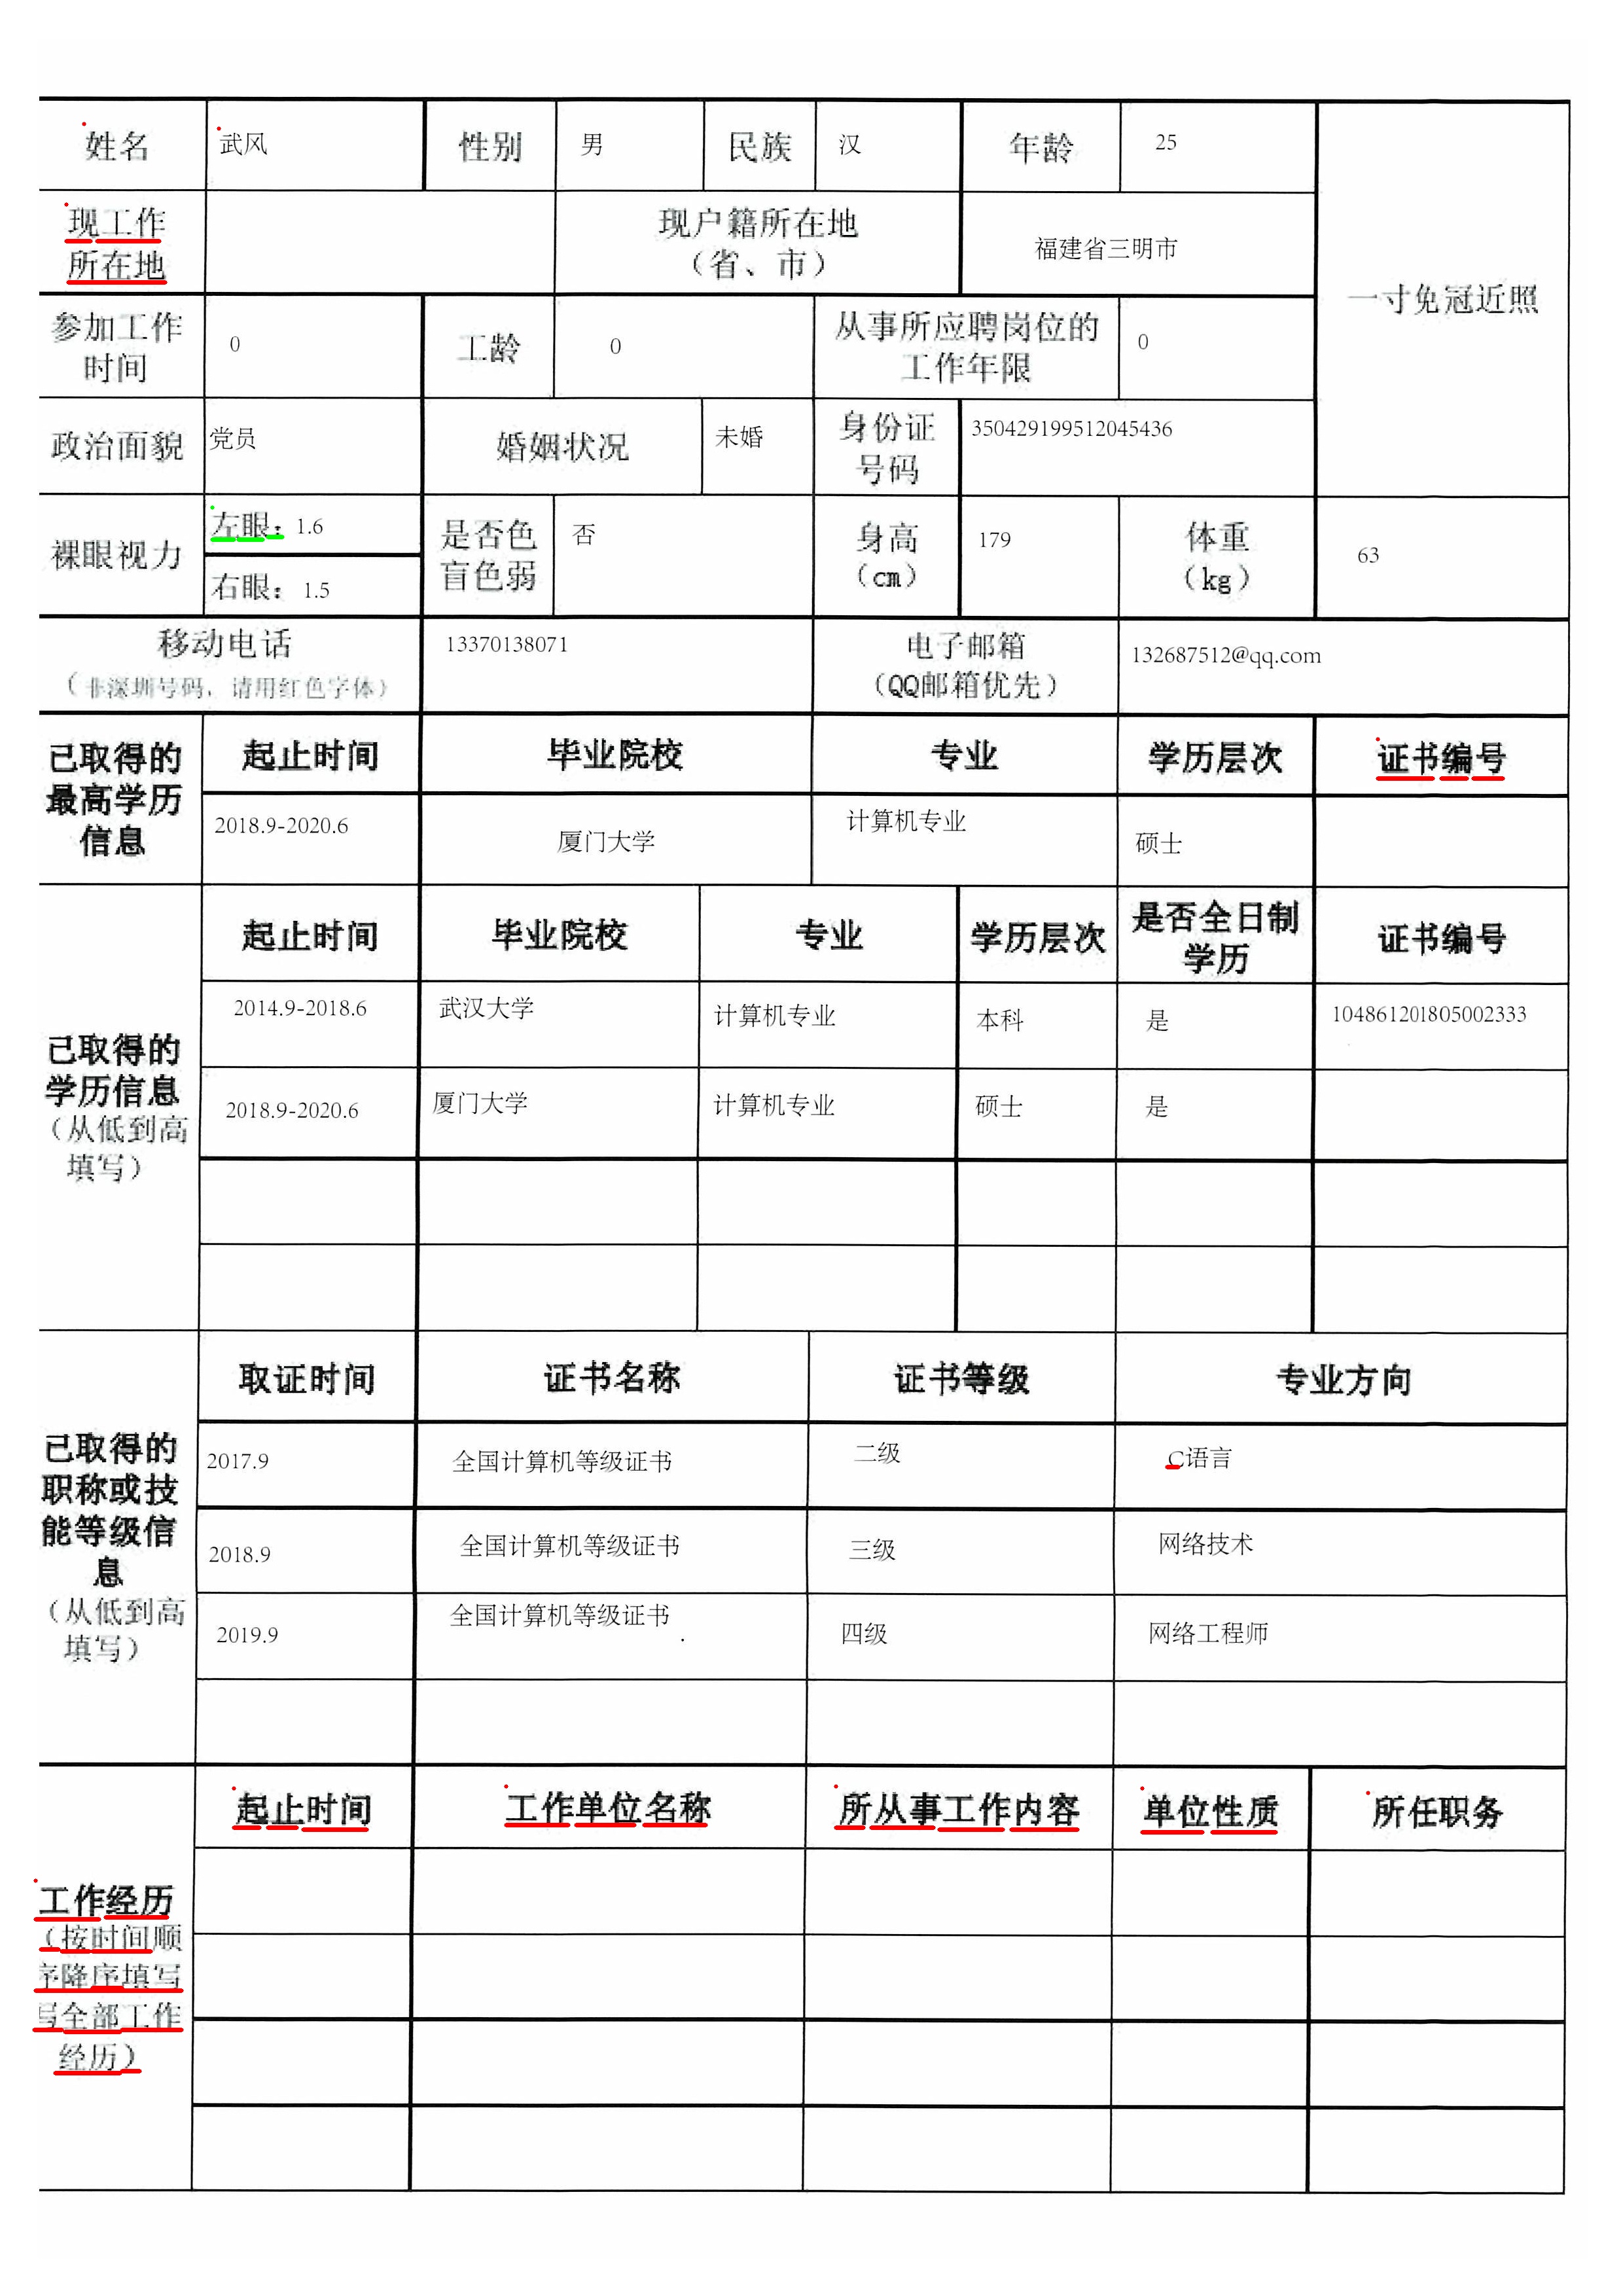 姓名 武风 性别 男 民族 汉 年龄 25
一寸免冠近照
现工作
所在地
现户籍所在地
（省、市）
福建省三明市
参加工作
时间
0
工龄 0
从事所应聘岗位的
工作年限
0
政治面貌 党员 婚姻状况 未婚
身份证
号码
350429199512045436
裸眼视力
左眼：1.6
右眼：1.5
是否色
盲色弱
否
身高
（cm）
179
体重
（kg）
63
移动电话
（非深圳号码，请用红色字体）
13370138071
电子邮箱
（QQ邮箱优先）
132687512@qq.com
已取得的
最高学历
信息
起止时间 毕业院校 专业 学历层次 证书编号
2018.9-2020.6 厦门大学 计算机专业 硕士
已取得的
学历信息
（从低到高
填写）
起止时间 毕业院校 专业 学历层次
是否全日制
学历
证书编号
2014.9-2018.6 武汉大学 计算机专业 本科 是 104861201805002333
2018.9-2020.6 厦门大学 计算机专业 硕士 是
已取得的
职称或技
能等级信
息
（从低到高
填写）
取证时间 证书名称 证书等级 专业方向
2017.9 全国计算机等级证书 二级 C语言
2018.9 全国计算机等级证书 三级 网络技术
2019.9 全国计算机等级证书 四级 网络工程师
工作经历
（按时间顺
序降序填写
写全部工作
经历）
起止时间 工作单位名称 所从事工作内容 单位性质 所任职务